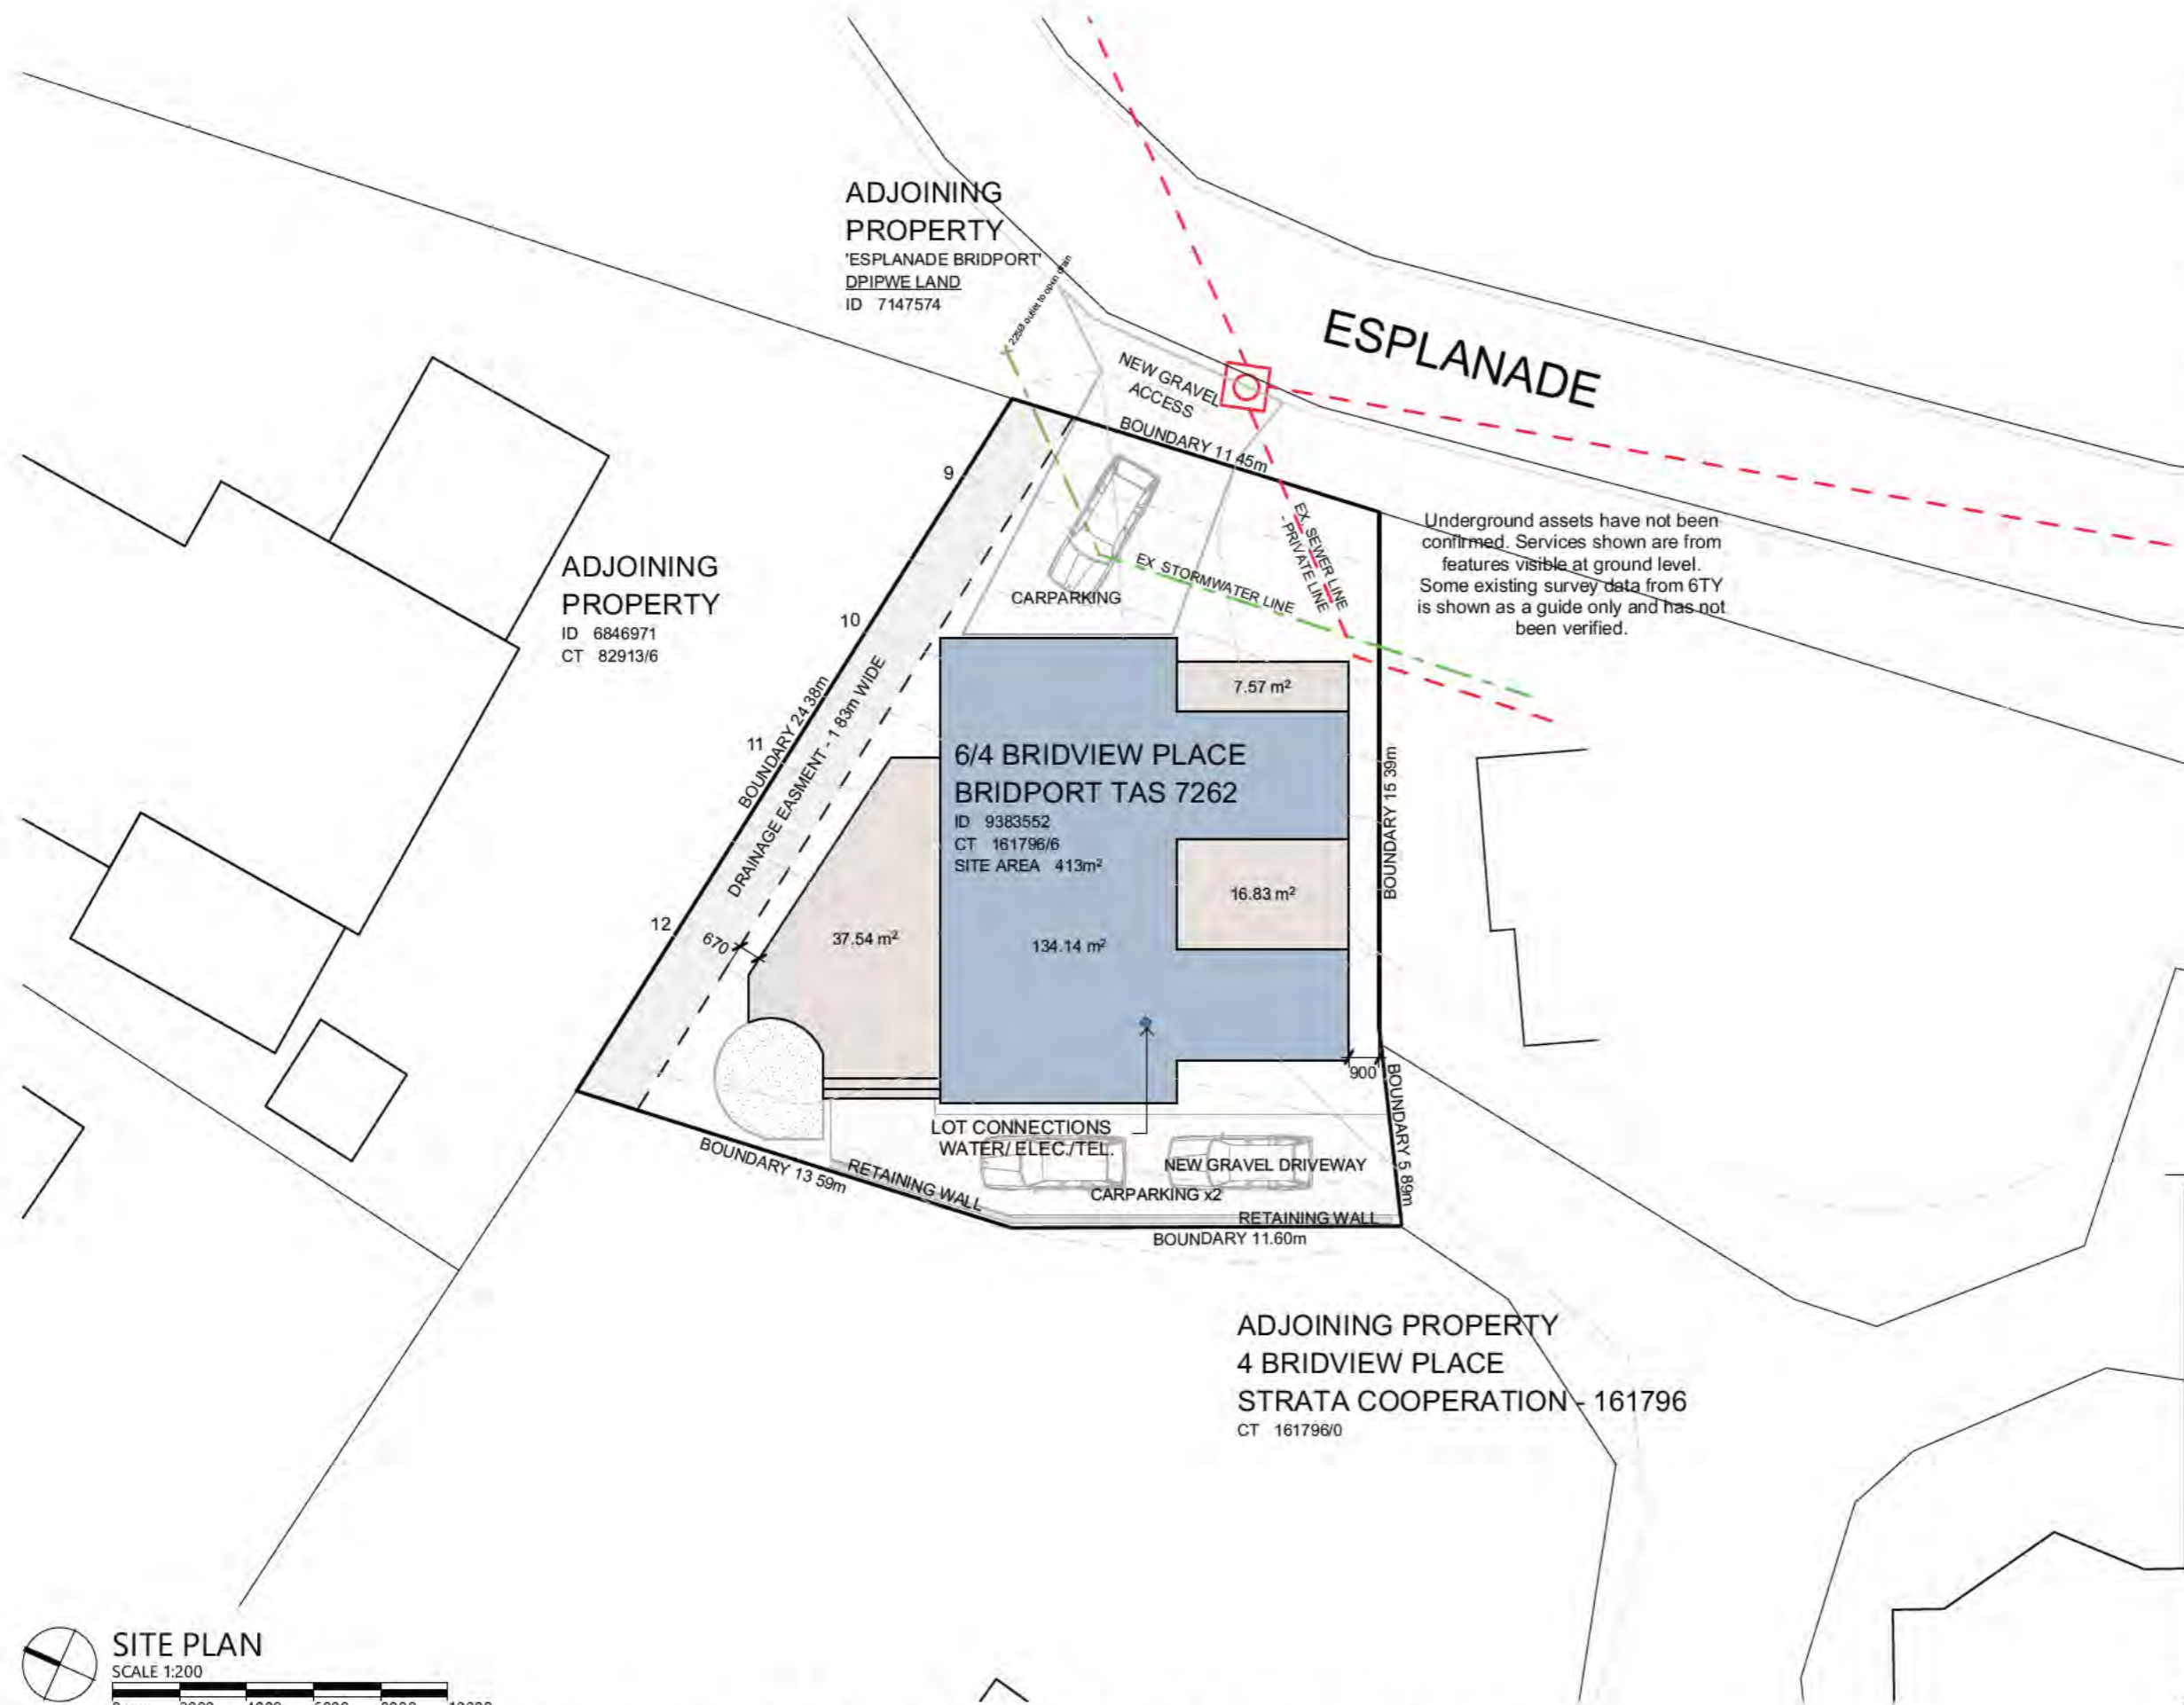 ADJOINING
PROPERTY
'ESPLANADE BRIDPORT'
DPIPWE LAND
ID 7147574
225Ø outlet to open drain
NEW GRAVEL
ACCESS
ESPLANADE
BOUNDARY 11 45m
9
10
11
12
ADJOINING
PROPERTY
ID 6846971
CT 82913/6
BOUNDARY 24 38m
DRAINAGE EASMENT - 1 83m WIDE
670
CARPARKING
EX STORMWATER LINE
EX. SEWER LINE
- PRIVATE LINE
Underground assets have not been
confirmed. Services shown are from
features visible at ground level.
Some existing survey data from 6TY
is shown as a guide only and has not
been verified.
7.57 m²
6/4 BRIDVIEW PLACE
BRIDPORT TAS 7262
ID 9383552
CT 161796/6
SITE AREA 413m²
BOUNDARY 15 39m
16.83 m²
37.54 m²
134.14 m²
900
BOUNDARY 5 89m
LOT CONNECTIONS
WATER/ ELEC./TEL.
BOUNDARY 13 59m
RETAINING WALL
NEW GRAVEL DRIVEWAY
CARPARKING x2
RETAINING WALL
BOUNDARY 11.60m
ADJOINING PROPERTY
4 BRIDVIEW PLACE
STRATA COOPERATION - 161796
CT 161796/0
SITE PLAN
SCALE 1:200